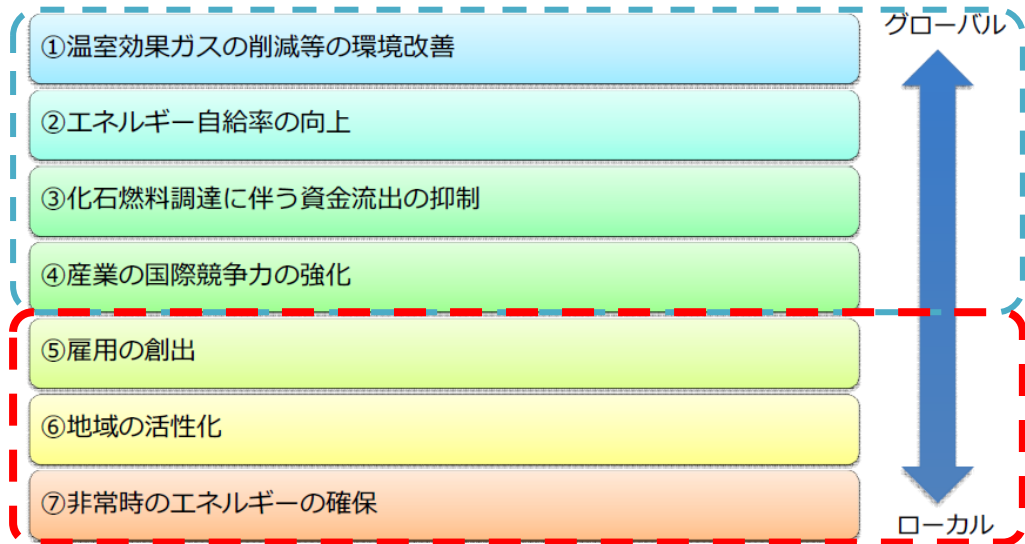 グローバル
①温室効果ガスの削減等の環境改善
②エネルギー自給率の向上
③化石燃料調達に伴う資金流出の抑制
④産業の国際競争力の強化
⑤雇用の創出
⑥地域の活性化
⑦非常時のエネルギーの確保
ローカル